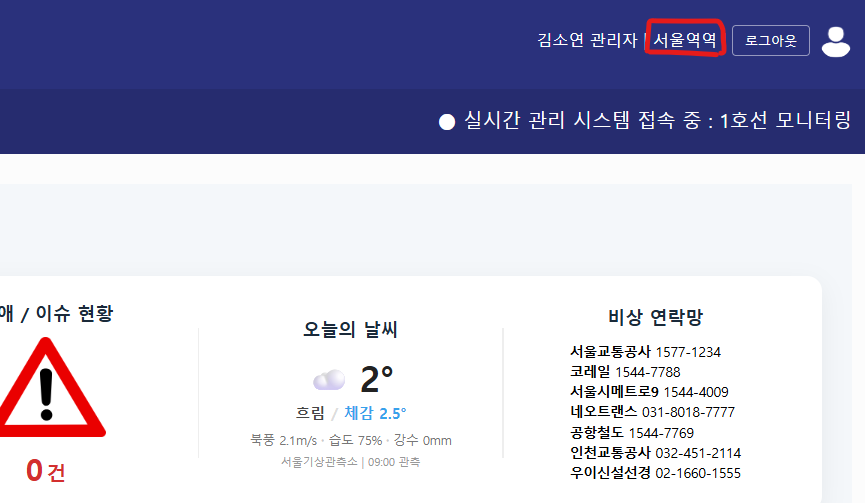 김소연 관리자 | 서울역역 로그아웃
실시간 관리 시스템 접속 중 : 1호선 모니터링
애 / 이슈 현황
0 건
오늘의 날씨
2°
흐림 / 체감 2.5°
북풍 2.1m/s • 습도 75% • 강수 0mm
서울기상관측소 | 09:00 관측
비상 연락망
서울교통공사 1577-1234
코레일 1544-7788
서울시메트로9 1544-4009
네오트랜스 031-8018-7777
공항철도 1544-7769
인천교통공사 032-451-2114
우이신설선경 02-1660-1555